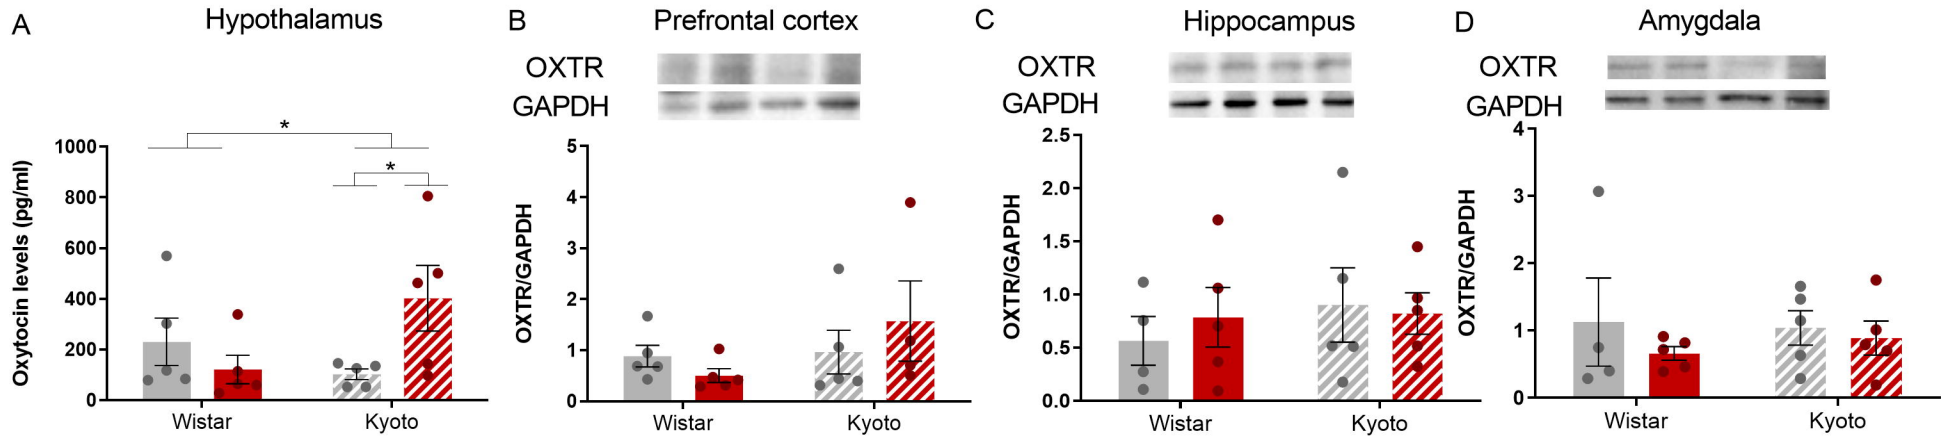 A
Hypothalamus
*
*
Oxytocin levels (pg/ml)
1000
800
600
400
200
0
Wistar
Kyoto
B
Prefrontal cortex
OXTR
GAPDH
OXTR/GAPDH
5
4
3
2
1
0
Wistar
Kyoto
C
Hippocampus
OXTR
GAPDH
OXTR/GAPDH
2.5
2.0
1.5
1.0
0.5
0.0
Wistar
Kyoto
D
Amygdala
OXTR
GAPDH
OXTR/GAPDH
4
3
2
1
0
Wistar
Kyoto